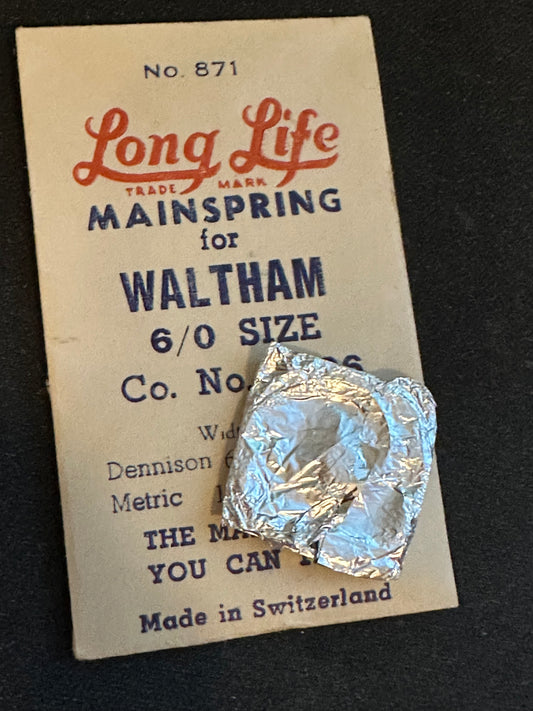 No. 871
Long Life
TRADE MARK
MAINSPRING
for
WALTHAM
6/0 SIZE
Co. No.
Dennison
Metric
THE
YOU CAN
Made in Switzerland